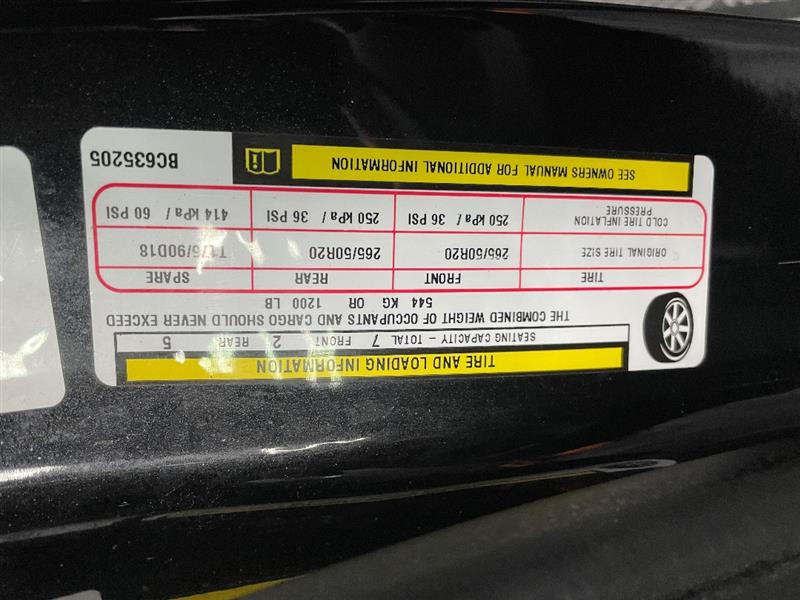 TIRE AND LOADING INFORMATION
SEATING CAPACITY – TOTAL 7 FRONT 2 REAR 5
THE COMBINED WEIGHT OF OCCUPANTS AND CARGO SHOULD NEVER EXCEED
544 KG OR 1200 LB
TIRE FRONT REAR SPARE
ORIGINAL TIRE SIZE 265/50R20 265/50R20 T175/90D18
COLD TIRE INFLATION PRESSURE 250 kPa / 36 PSI 250 kPa / 36 PSI 414 kPa / 60 PSI
SEE OWNERS MANUAL FOR ADDITIONAL INFORMATION
BC635205